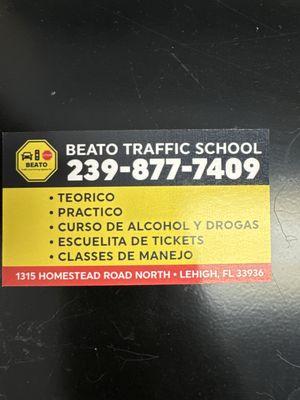 BEATO
BEATO TRAFFIC SCHOOL
239-877-7409
• TEORICO
• PRACTICO
• CURSO DE ALCOHOL Y DROGAS
• ESCUELITA DE TICKETS
• CLASSES DE MANEJO
1315 HOMESTEAD ROAD NORTH • LEHIGH, FL 33936